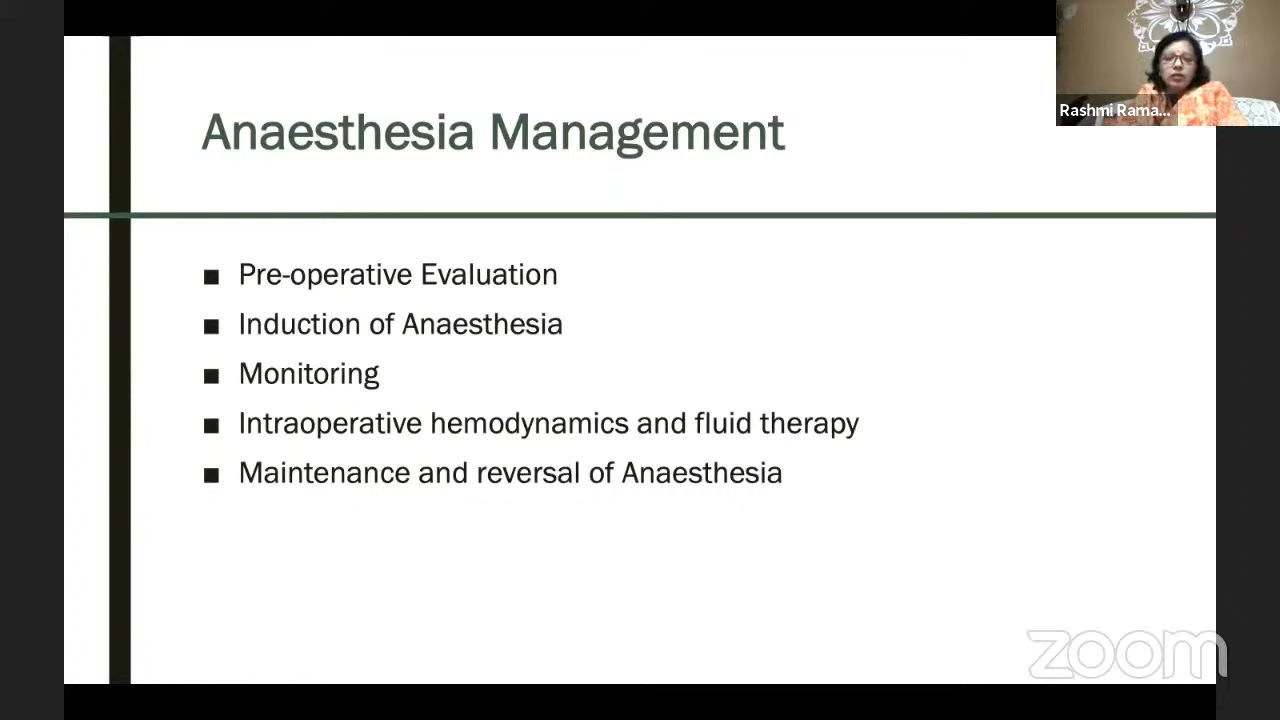 Anaesthesia Management
Rashmi Rama...
■ Pre-operative Evaluation
■ Induction of Anaesthesia
■ Monitoring
■ Intraoperative hemodynamics and fluid therapy
■ Maintenance and reversal of Anaesthesia
zoom